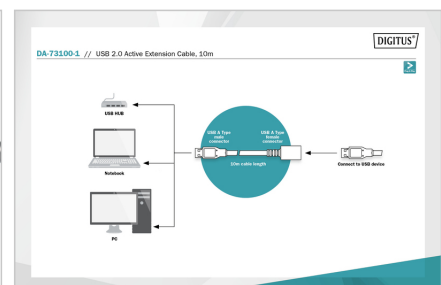 DIGITUS®
DA-73100-1 // USB 2.0 Active Extension Cable, 10m
USB HUB
USB A Type
male
connector
USB A Type
female
connector
10m cable length
Connect to USB device
Notebook
PC